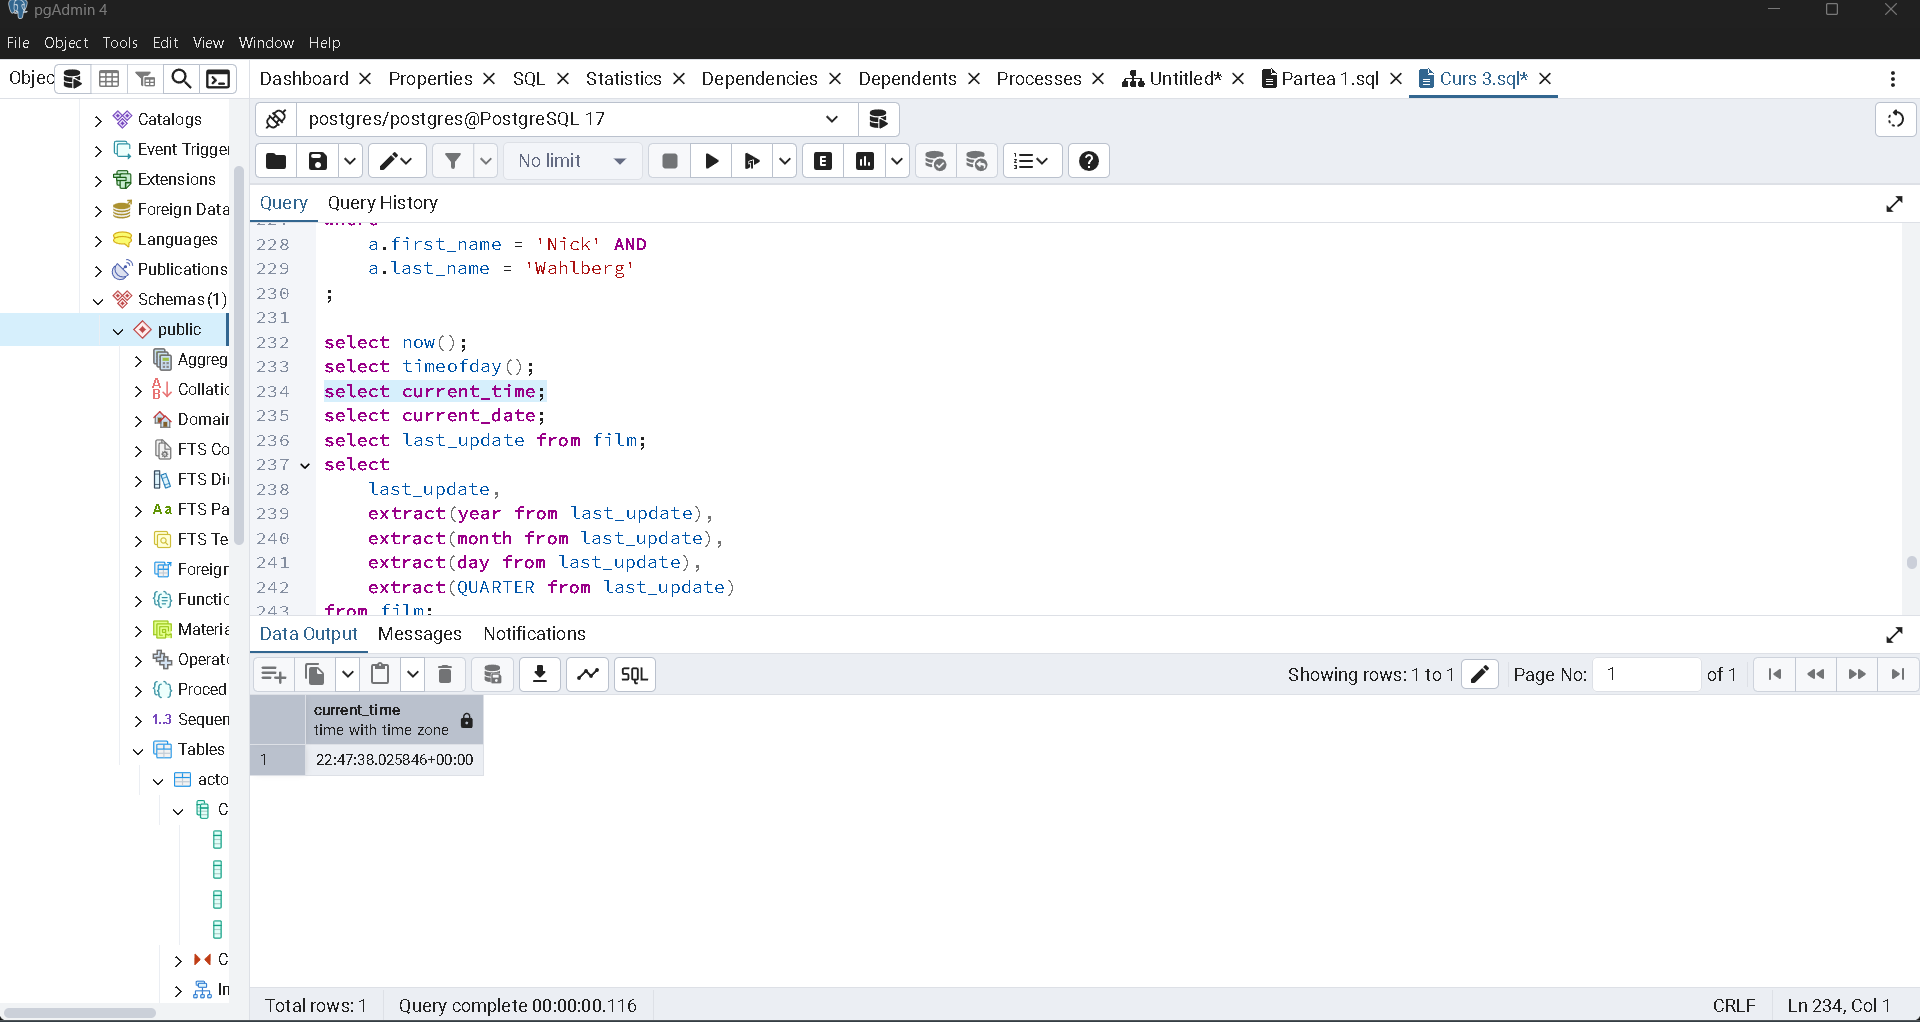 pgAdmin 4
File Object Tools Edit View Window Help
Objec
Dashboard Properties SQL Statistics Dependencies Dependents Processes Untitled* Partea 1.sql Curs 3.sql*
Catalogs
Event Trigge
Extensions
Foreign Data
Languages
Publications
Schemas (1)
public
Aggreg
Collatic
Domair
FTS Co
FTS Di
Aa FTS Pa
FTS Te
Foreigr
Functic
Materia
Operato
Proced
1..3 Sequen
Tables
acto
C
C
In
postgres/postgres@PostgreSQL 17
No limit
E
Query Query History
228 a.first_name = 'Nick' AND
229 a.last_name = 'Wahlberg'
230 ;
231
232 select now();
233 select timeofday();
234 select current_time;
235 select current_date;
236 select last_update from film;
237 select
238 last_update,
239 extract(year from last_update),
240 extract(month from last_update),
241 extract(day from last_update),
242 extract(QUARTER from last_update)
243 from film;
Data Output Messages Notifications
SQL
Showing rows: 1 to 1 Page No: 1 of 1
current_time
time with time zone
1 22:47:38.025846+00:00
Total rows: 1 Query complete 00:00:00.116 CRLF Ln 234, Col 1